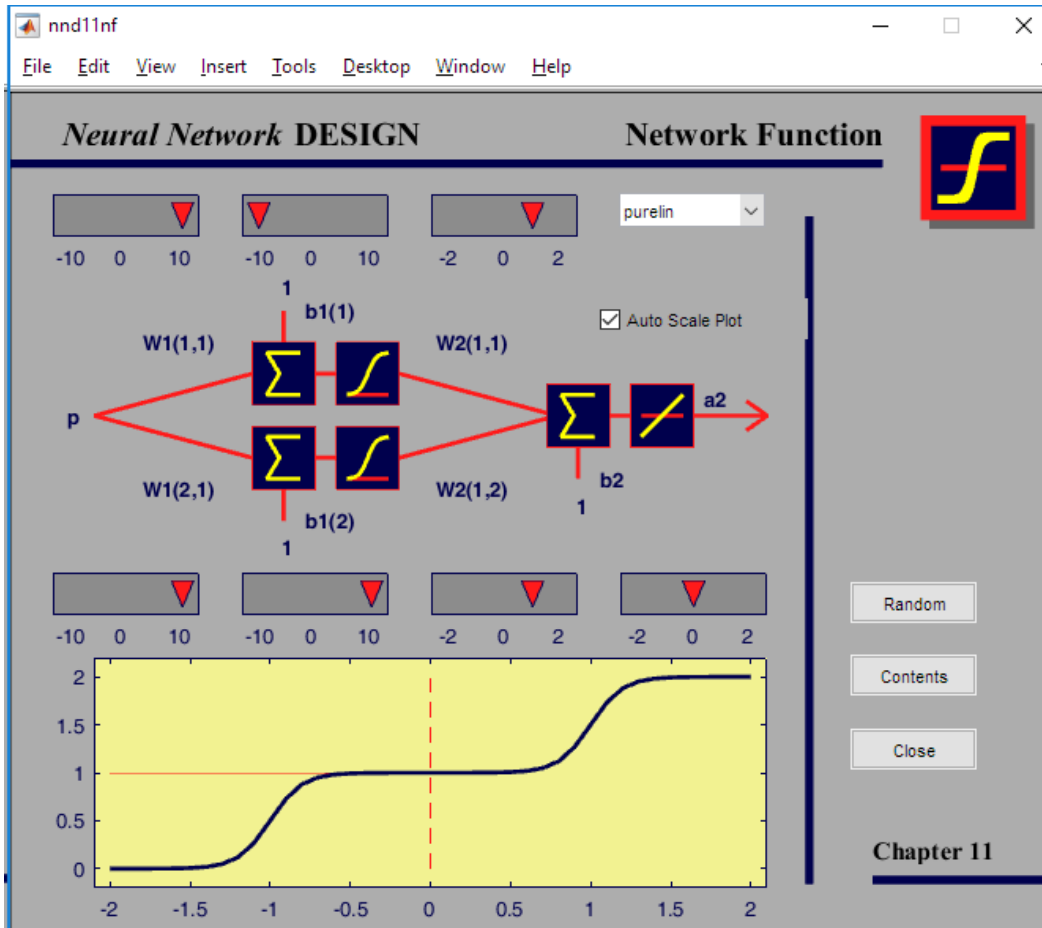 nnd11nf
File Edit View Insert Tools Desktop Window Help
Neural Network DESIGN Network Function
purelin
-10 0 10 -10 0 10 -2 0 2
1
b1(1)
Auto Scale Plot
W1(1,1) W2(1,1)
a2
p
b2
W1(2,1) W2(1,2) 1
b1(2)
1
Random
-10 0 10 -10 0 10 -2 0 2 -2 0 2
2
Contents
1.5
Close
1
0.5
Chapter 11
0
-2 -1.5 -1 -0.5 0 0.5 1 1.5 2